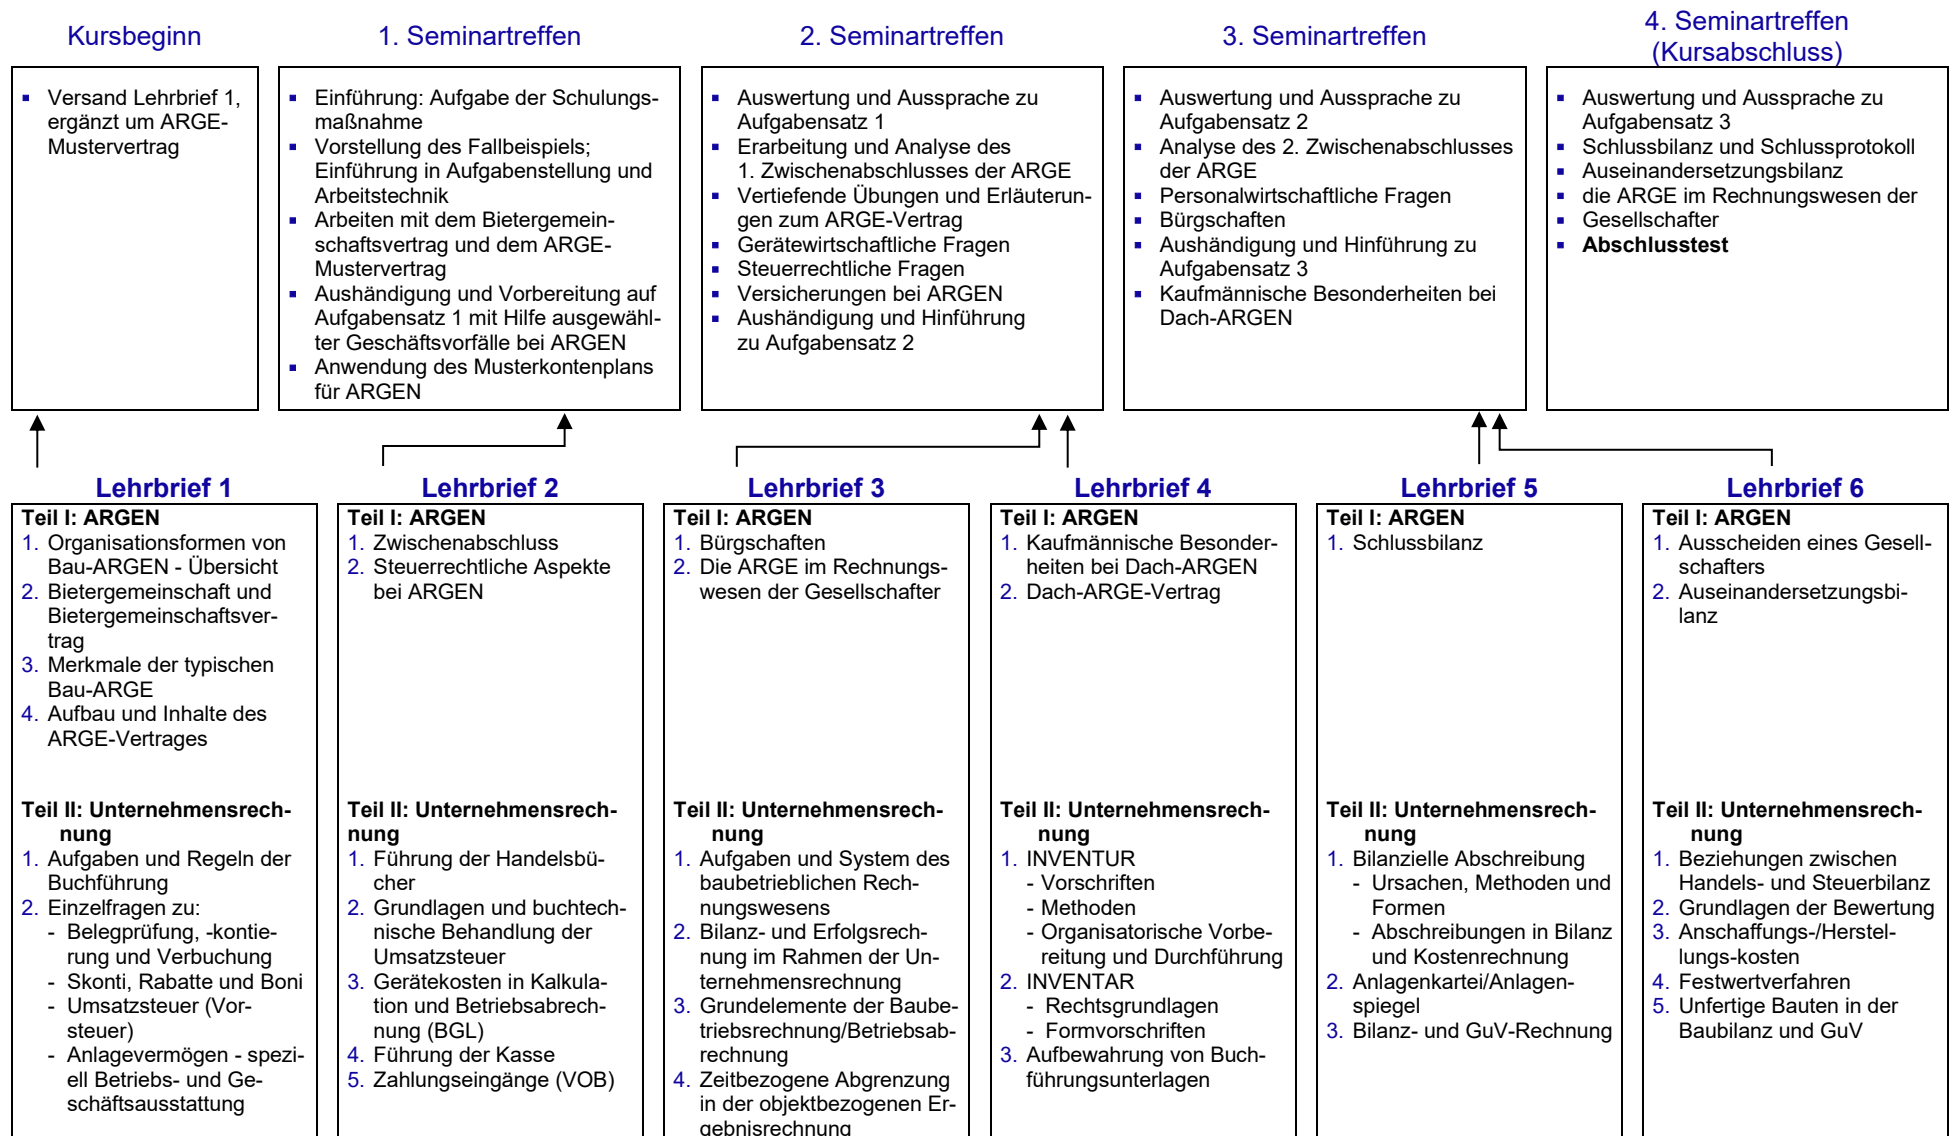 Kursbeginn
▪ Versand Lehrbrief 1,
ergänzt um ARGE-
Mustervertrag
1. Seminartreffen
▪ Einführung: Aufgabe der Schulungs-
maßnahme
▪ Vorstellung des Fallbeispiels;
Einführung in Aufgabenstellung und
Arbeitstechnik
▪ Arbeiten mit dem Bietergemein-
schaftsvertrag und dem ARGE-
Mustervertrag
▪ Aushändigung und Vorbereitung auf
Aufgabensatz 1 mit Hilfe ausgewähl-
ter Geschäftsvorfälle bei ARGEN
▪ Anwendung des Musterkontenplans
für ARGEN
2. Seminartreffen
▪ Auswertung und Aussprache zu
Aufgabensatz 1
▪ Erarbeitung und Analyse des
1. Zwischenabschlusses der ARGE
▪ Vertiefende Übungen und Erläuterun-
gen zum ARGE-Vertrag
▪ Gerätewirtschaftliche Fragen
▪ Steuerrechtliche Fragen
▪ Versicherungen bei ARGEN
▪ Aushändigung und Hinführung
zu Aufgabensatz 2
3. Seminartreffen
▪ Auswertung und Aussprache zu
Aufgabensatz 2
▪ Analyse des 2. Zwischenabschlusses
der ARGE
▪ Personalwirtschaftliche Fragen
▪ Bürgschaften
▪ Aushändigung und Hinführung zu
Aufgabensatz 3
▪ Kaufmännische Besonderheiten bei
Dach-ARGEN
4. Seminartreffen
(Kursabschluss)
▪ Auswertung und Aussprache zu
Aufgabensatz 3
▪ Schlussbilanz und Schlussprotokoll
▪ Auseinandersetzungsbilanz
▪ die ARGE im Rechnungswesen der
▪ Gesellschafter
▪ Abschlusstest
Lehrbrief 1
Teil I: ARGEN
1. Organisationsformen von
Bau-ARGEN - Übersicht
2. Bietergemeinschaft und
Bietergemeinschaftsver-
trag
3. Merkmale der typischen
Bau-ARGE
4. Aufbau und Inhalte des
ARGE-Vertrages
Teil II: Unternehmensrech-
nung
1. Aufgaben und Regeln der
Buchführung
2. Einzelfragen zu:
- Belegprüfung, -kontie-
rung und Verbuchung
- Skonti, Rabatte und Boni
- Umsatzsteuer (Vor-
steuer)
- Anlagevermögen - spezi-
ell Betriebs- und Ge-
schäftsausstattung
Lehrbrief 2
Teil I: ARGEN
1. Zwischenabschluss
2. Steuerrechtliche Aspekte
bei ARGEN
Teil II: Unternehmensrech-
nung
1. Führung der Handelsbü-
cher
2. Grundlagen und buchtech-
nische Behandlung der
Umsatzsteuer
3. Gerätekosten in Kalkula-
tion und Betriebsabrech-
nung (BGL)
4. Führung der Kasse
5. Zahlungseingänge (VOB)
Lehrbrief 3
Teil I: ARGEN
1. Bürgschaften
2. Die ARGE im Rechnungs-
wesen der Gesellschafter
Teil II: Unternehmensrech-
nung
1. Aufgaben und System des
baubetrieblichen Rech-
nungswesens
2. Bilanz- und Erfolgsrech-
nung im Rahmen der Un-
ternehmensrechnung
3. Grundelemente der Baube-
triebsrechnung/Betriebsab-
rechnung
4. Zeitbezogene Abgrenzung
in der objektbezogenen Er-
gebnisrechnung
Lehrbrief 4
Teil I: ARGEN
1. Kaufmännische Besonder-
heiten bei Dach-ARGEN
2. Dach-ARGE-Vertrag
Teil II: Unternehmensrech-
nung
1. INVENTUR
- Vorschriften
- Methoden
- Organisatorische Vorbe-
reitung und Durchführung
2. INVENTAR
- Rechtsgrundlagen
- Formvorschriften
3. Aufbewahrung von Buch-
führungsunterlagen
Lehrbrief 5
Teil I: ARGEN
1. Schlussbilanz
Teil II: Unternehmensrech-
nung
1. Bilanzielle Abschreibung
- Ursachen, Methoden und
Formen
- Abschreibungen in Bilanz
und Kostenrechnung
2. Anlagenkartei/Anlagen-
spiegel
3. Bilanz- und GuV-Rechnung
Lehrbrief 6
Teil I: ARGEN
1. Ausscheiden eines Gesell-
schafters
2. Auseinandersetzungsbi-
lanz
Teil II: Unternehmensrech-
nung
1. Beziehungen zwischen
Handels- und Steuerbilanz
2. Grundlagen der Bewertung
3. Anschaffungs-/Herstel-
lungs-kosten
4. Festwertverfahren
5. Unfertige Bauten in der
Baubilanz und GuV